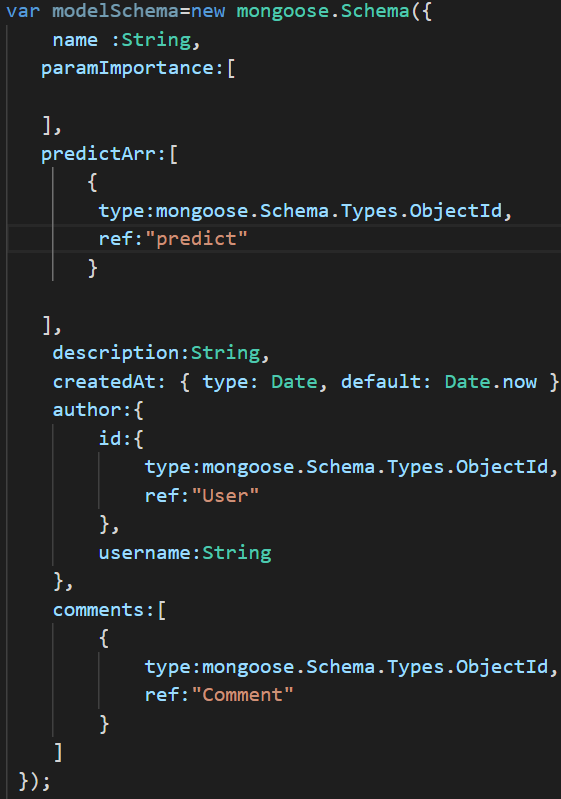 var modelSchema=new mongoose.Schema({
name :String,
paramImportance:[
],
predictArr:[
{
type:mongoose.Schema.Types.ObjectId,
ref:"predict"
}
],
description:String,
createdAt: { type: Date, default: Date.now }
author:{
id:{
type:mongoose.Schema.Types.ObjectId,
ref:"User"
},
username:String
},
comments:[
{
type:mongoose.Schema.Types.ObjectId,
ref:"Comment"
}
]
});